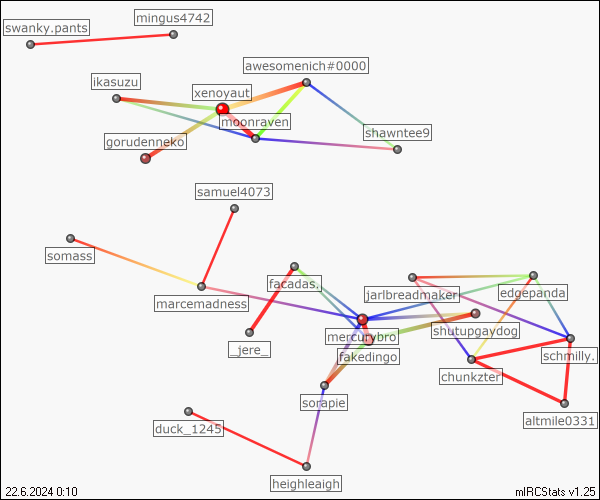 mingus4742
swanky.pants
awesomenich#0000
ikasuzu
xenoyaut
moonraven
shawntee9
gorudenneko
samuel4073
somass
facadas.
marcemadness
jarlbreadmaker
edgepanda
mercurybro
shutupgaydog
_jere_
fakedingo
schmilly.
chunkzter
sorapie
altmile0331
duck_1245
heighleaigh
22.6.2024 0:10
mIRCStats v1.25